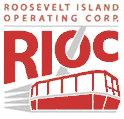 ROOSEVELT ISLAND
OPERATING CORP.
RIOC